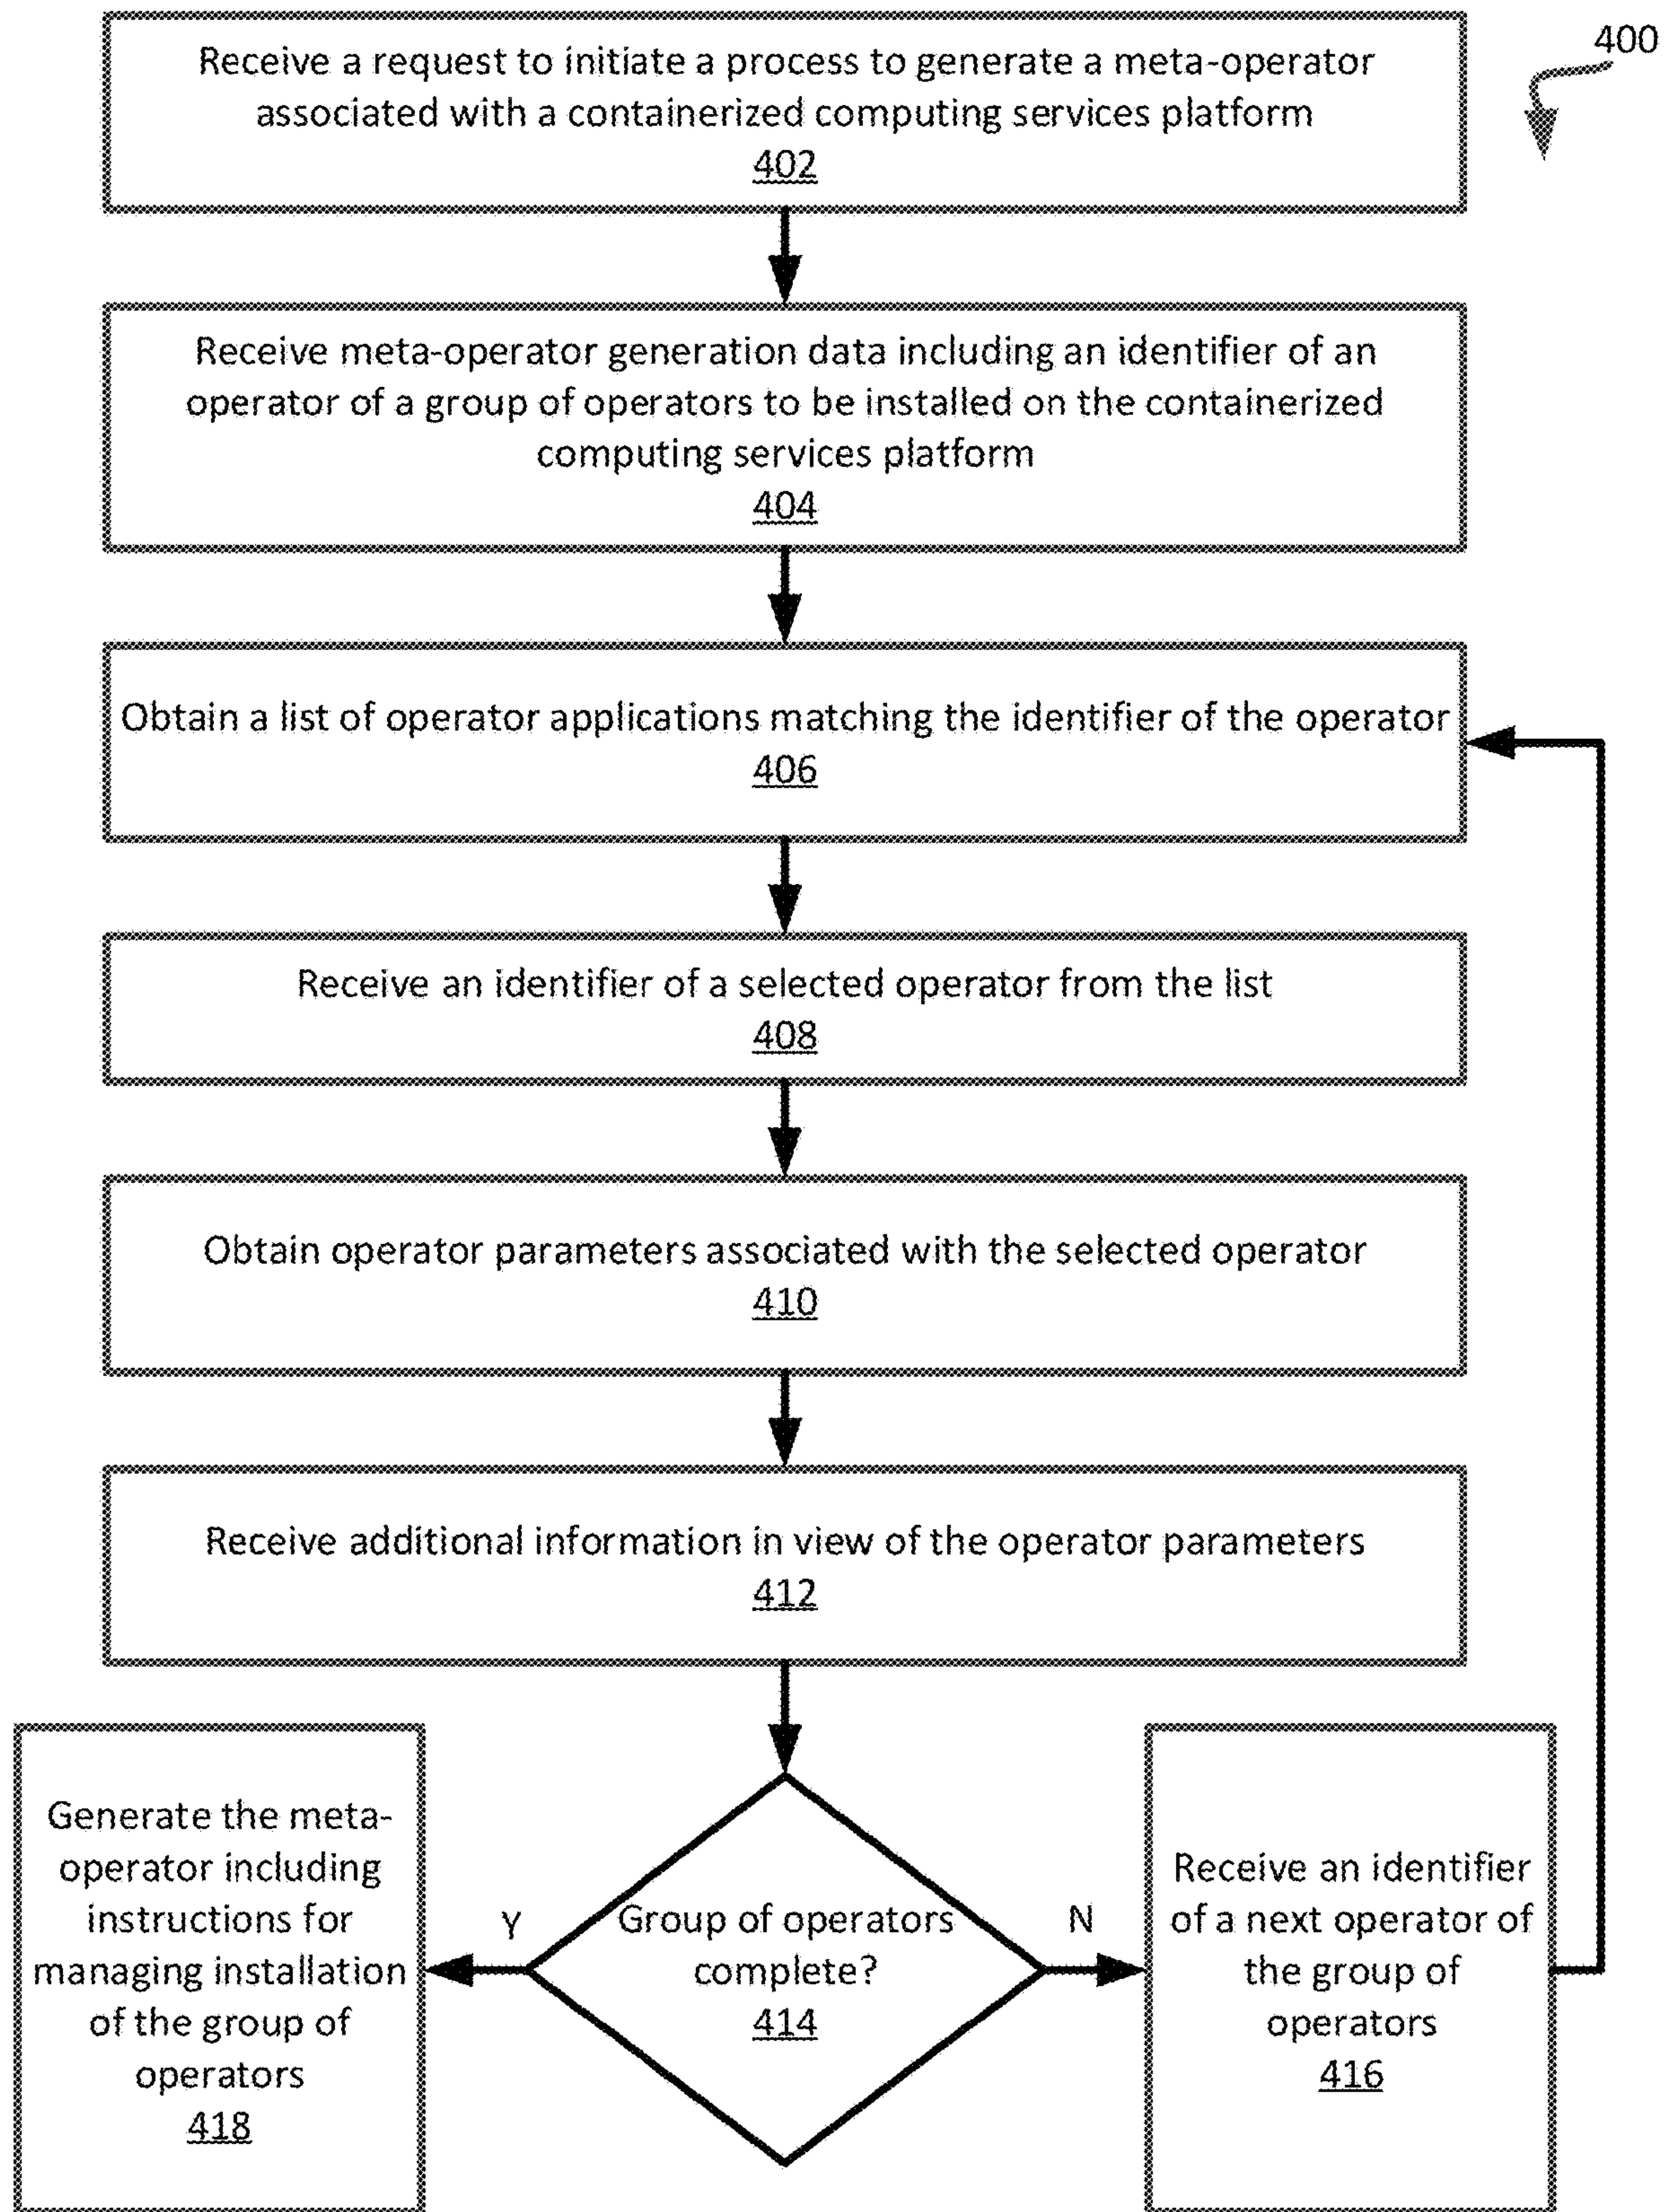 400
Receive a request to initiate a process to generate a meta-operator
associated with a containerized computing services platform
402
Receive meta-operator generation data including an identifier of an
operator of a group of operators to be installed on the containerized
computing services platform
404
Obtain a list of operator applications matching the identifier of the operator
406
Receive an identifier of a selected operator from the list
408
Obtain operator parameters associated with the selected operator
410
Receive additional information in view of the operator parameters
412
Generate the meta-
operator including
instructions for
managing installation
of the group of
operators
418
Y
Group of operators
complete?
414
N
Receive an identifier
of a next operator of
the group of
operators
416